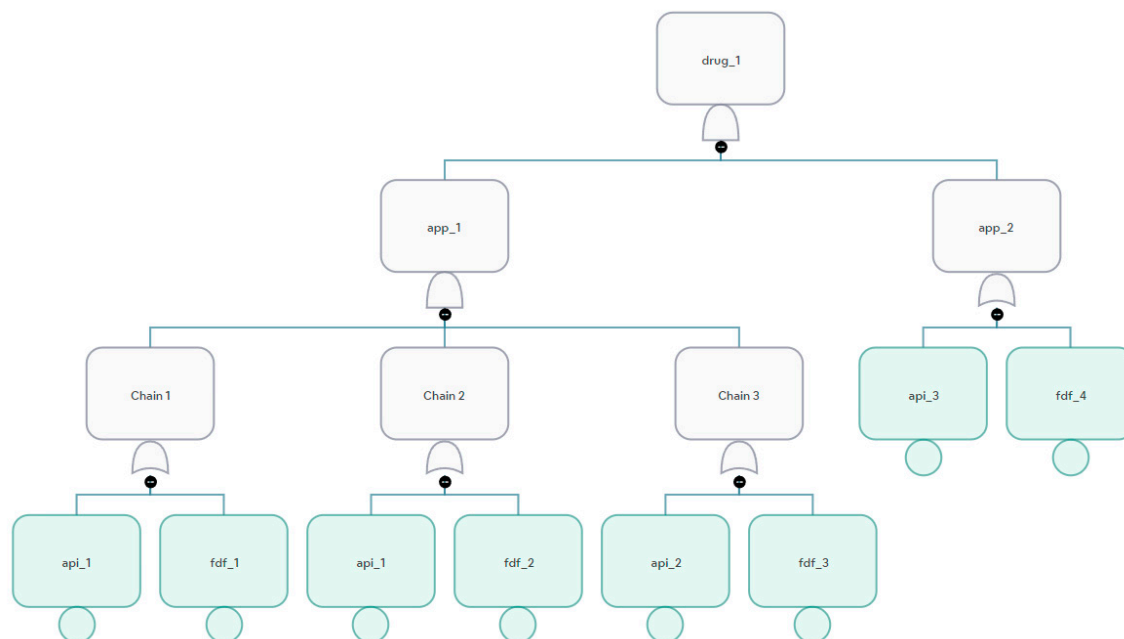 drug_1
app_1
app_2
Chain 1
Chain 2
Chain 3
api_3
fdf_4
api_1
fdf_1
api_1
fdf_2
api_2
fdf_3